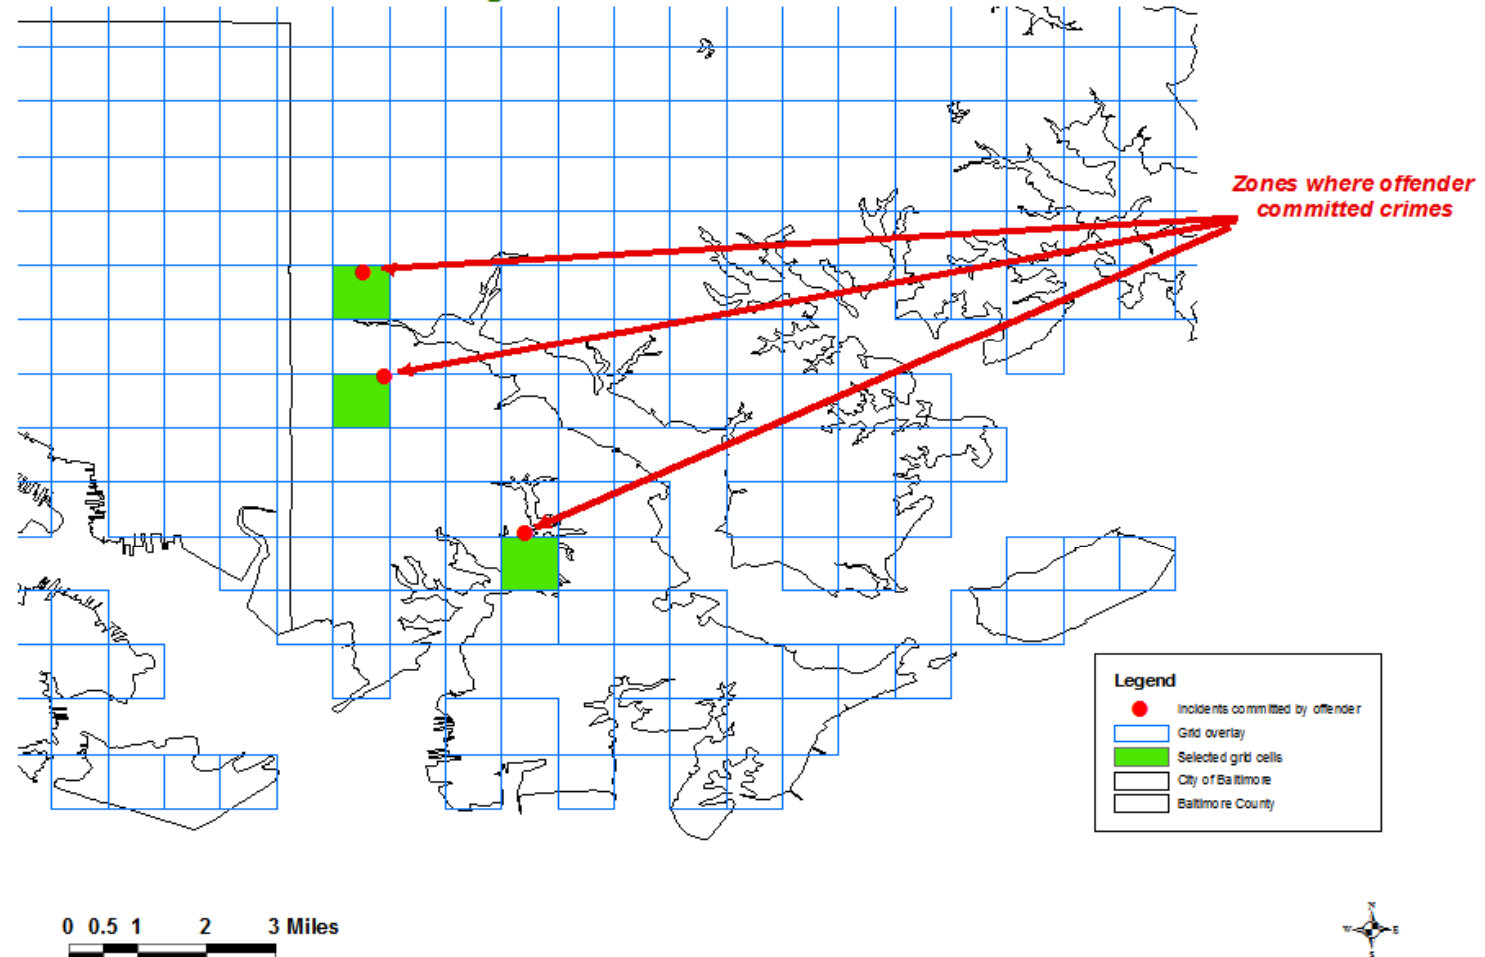 Zones where offender
committed crimes
Legend
Incidents committed by offender
Grid overlay
Selected grid cells
City of Baltimore
Baltimore County
0 0.5 1 2 3 Miles
N
W E
S